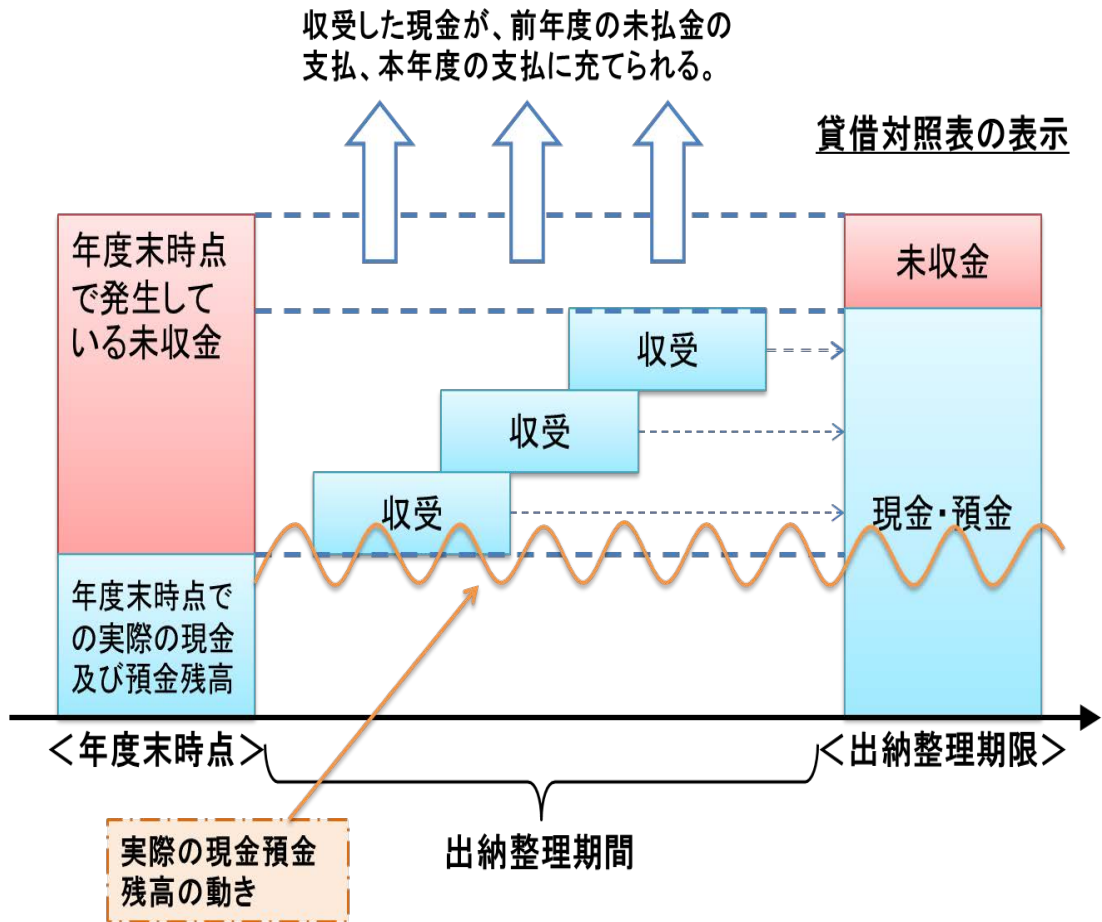 収受した現金が、前年度の未払金の
支払、本年度の支払に充てられる。
貸借対照表の表示
年度末時点
で発生して
いる未収金
未収金
収受
収受
収受
現金・預金
年度末時点で
の実際の現金
及び預金残高
＜年度末時点＞
＜出納整理期限＞
出納整理期間
実際の現金預金
残高の動き